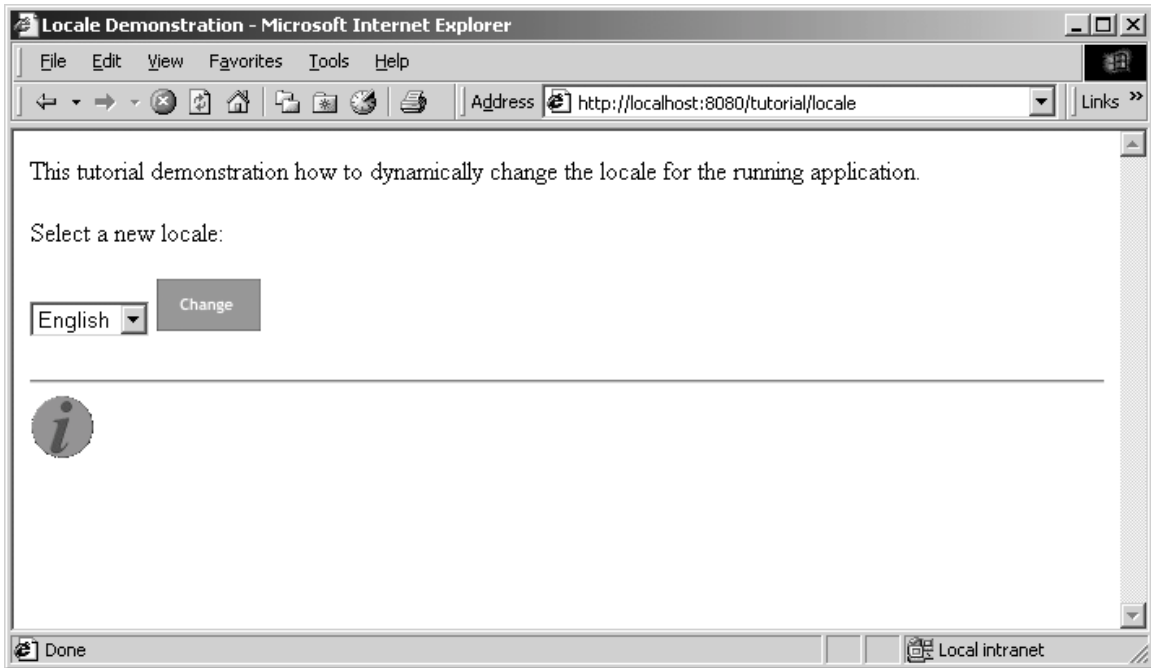 Locale Demonstration - Microsoft Internet Explorer
File Edit View Favorites Tools Help
Address http://localhost:8080/tutorial/locale Links »
This tutorial demonstration how to dynamically change the locale for the running application.
Select a new locale:
English Change
i
Done Local intranet